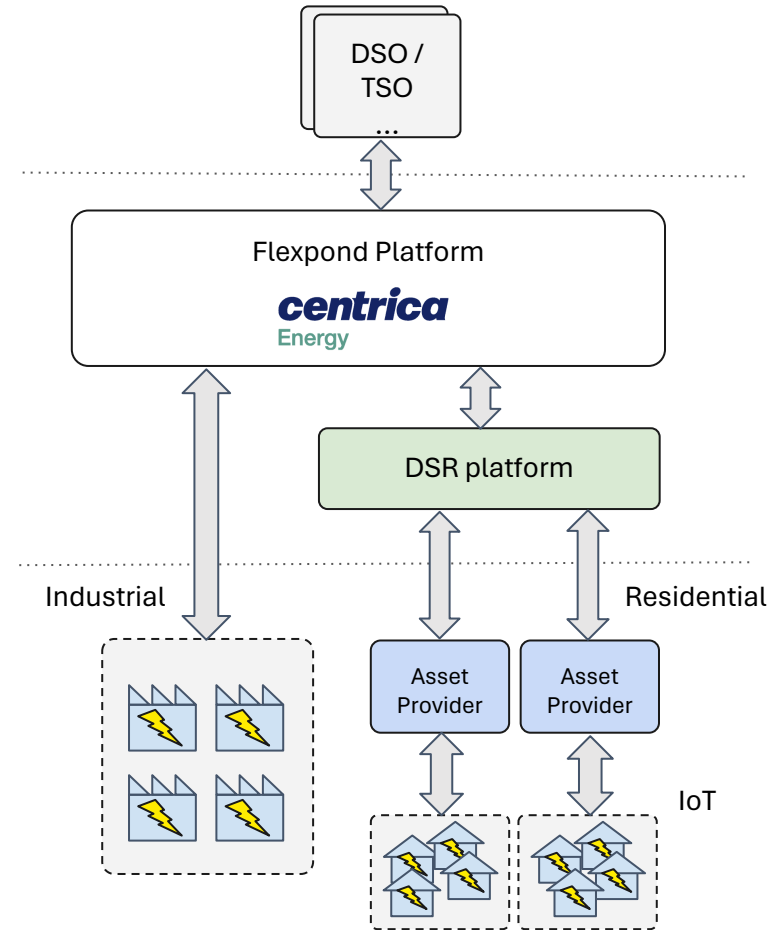 DSO /
TSO
...
Flexpond Platform
centrica
Energy
DSR platform
Industrial
Residential
Asset
Provider
Asset
Provider
IoT